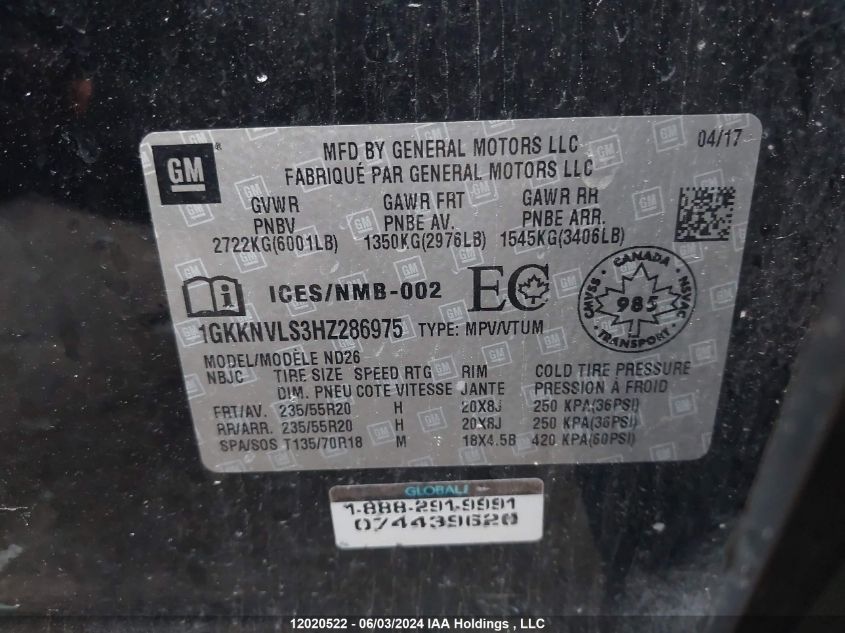 GM
MFD BY GENERAL MOTORS LLC
04/17
FABRIQUÉ PAR GENERAL MOTORS LLC
GVWR GAWR FRT GAWR RR
PNBV PNBE AV. PNBE ARR.
2722KG(6001LB) 1350KG(2976LB) 1545KG(3406LB)
ICES/NMB-002 EC
CANADA
CMVSS NSVAC
985
TRANSPORT
1GKKNVLS3HZ286975 TYPE: MPV/VTUM
MODEL/MODÈLE ND26
NBJC TIRE SIZE SPEED RTG RIM COLD TIRE PRESSURE
DIM. PNEU COTE VITESSE JANTE PRESSION À FROID
FRT/AV. 235/55R20 H 20X8J 250 KPA(36PSI)
RR/ARR. 235/55R20 H 20X8J 250 KPA(36PSI)
SPA/SOS T135/70R18 M 18X4.5B 420 KPA(60PSI)
GLOBALI
1-888-291-9991
0744439620
12020522 - 06/03/2024 IAA Holdings , LLC